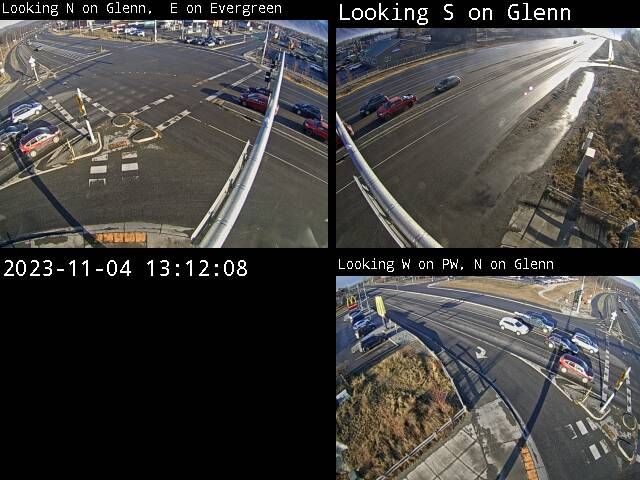 Looking N on Glenn, E on Evergreen
Looking S on Glenn
2023-11-04 13:12:08
Looking W on PW, N on Glenn